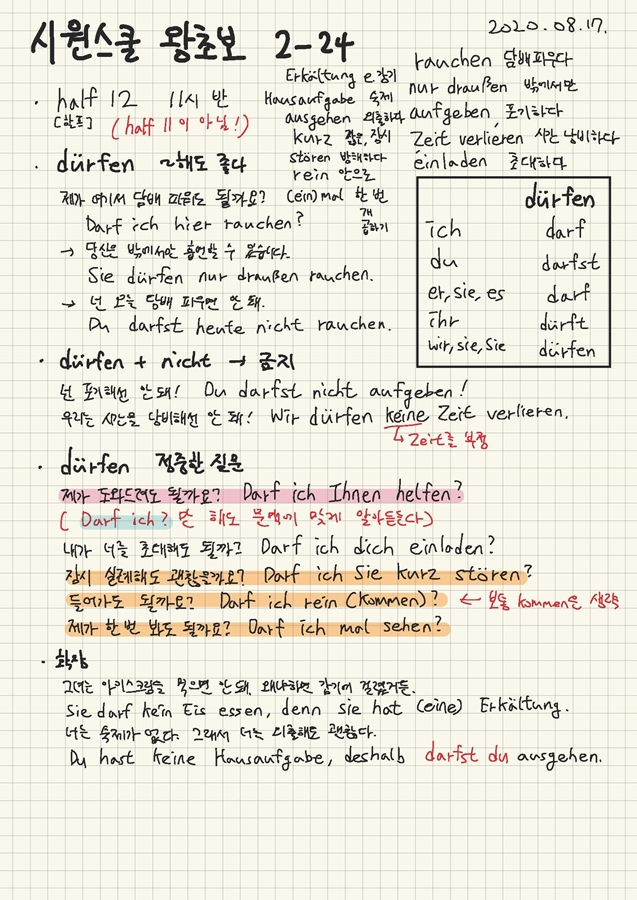 2020. 08. 17.
시원스쿨 왕초보 2-24
Erkältung e. 감기
Hausaufgabe 숙제
ausgehen 외출하다
kurz 짧은, 잠시
stören 방해하다
rein 안으로
(ein)mal 한 번
개
곱하기
rauchen 담배피우다
nur draußen 밖에서만
aufgeben 포기하다
Zeit verlieren 시간 낭비하다
einladen 초대하다
· half 12 11시 반
[한프] (half 11이 아님!)
· dürfen ~해도 좋다
제가 여기서 담배 피워도 될까요?
Darf ich hier rauchen?
→ 당신은 밖에서만 흡연할 수 있습니다.
Sie dürfen nur draußen rauchen.
→ 넌 오늘 담배 피우면 안 돼.
Du darfst heute nicht rauchen.
dürfen
ich darf
du darfst
er, sie, es darf
ihr dürft
wir, sie, Sie dürfen
· dürfen + nicht → 금지
넌 포기해선 안 돼! Du darfst nicht aufgeben!
우리는 시간을 낭비해선 안 돼! Wir dürfen keine Zeit verlieren.
↳ Zeit를 부정
· dürfen 정중한 질문
제가 도와드려도 될까요? Darf ich Ihnen helfen?
( Darf ich? 만 해도 문맥에 맞게 알아듣는다)
내가 너를 초대해도 될까? Darf ich dich einladen?
잠시 실례해도 괜찮을까요? Darf ich Sie kurz stören?
들어가도 될까요? Darf ich rein (kommen)? ← 보통 kommen은 생략
제가 한 번 봐도 될까요? Darf ich mal sehen?
· 확장
그녀는 아이스크림을 먹으면 안 돼. 왜냐하면 감기에 걸렸거든.
Sie darf kein Eis essen, denn sie hat (eine) Erkältung.
너는 숙제가 없다. 그래서 너는 외출해도 괜찮다.
Du hast keine Hausaufgabe, deshalb darfst du ausgehen.